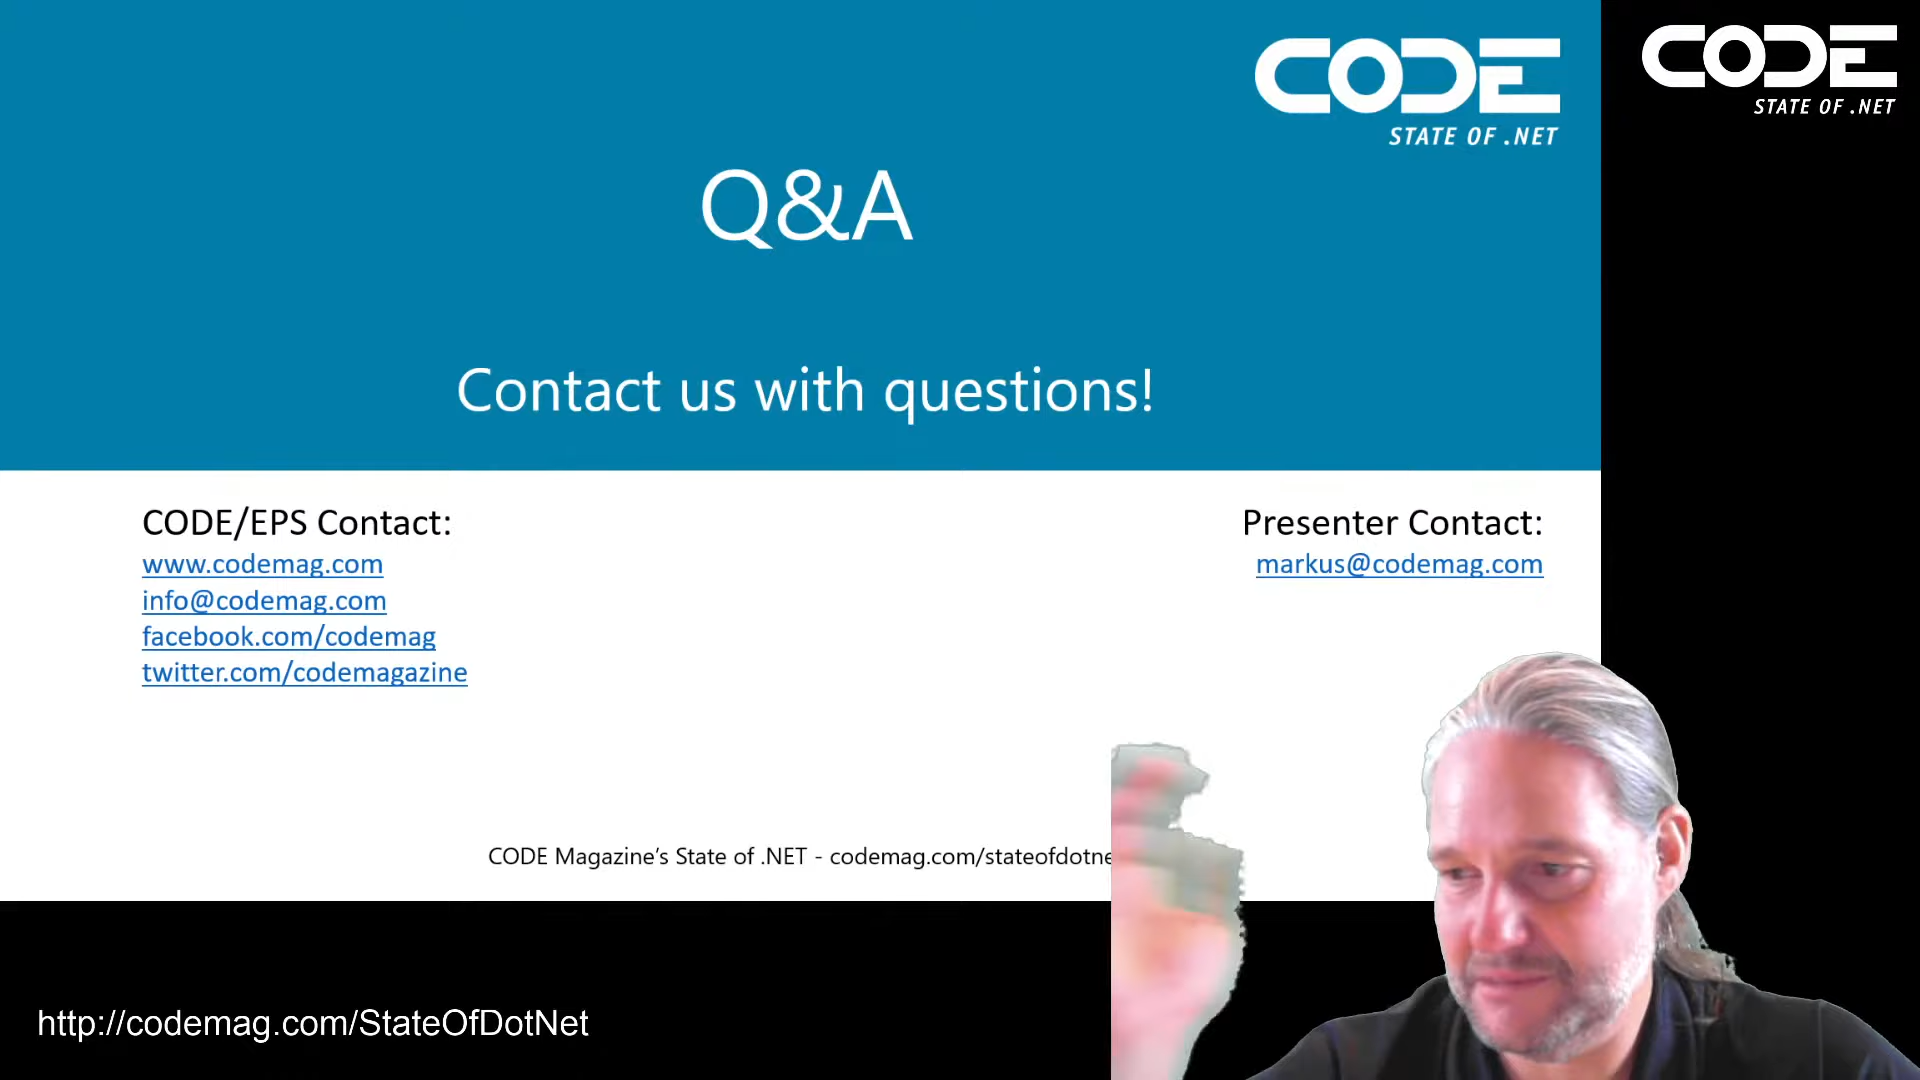 CODE
STATE OF .NET
CODE
STATE OF .NET
Q&A
Contact us with questions!
CODE/EPS Contact:
www.codemag.com
info@codemag.com
facebook.com/codemag
twitter.com/codemagazine
Presenter Contact:
markus@codemag.com
CODE Magazine's State of .NET - codemag.com/stateofdotne
http://codemag.com/StateOfDotNet